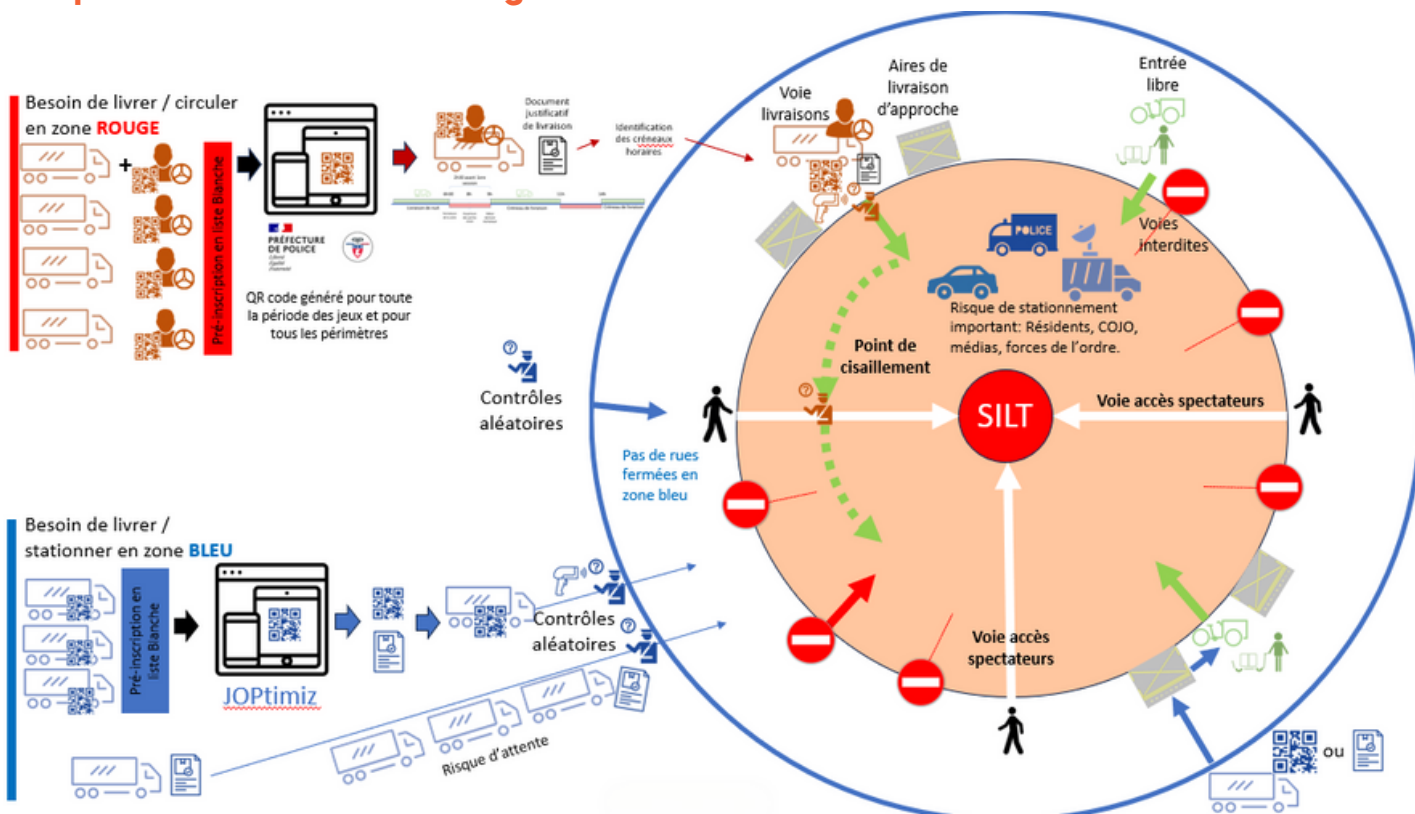 Besoin de livrer / circuler
en zone ROUGE
Pré-inscription en liste Blanche
PRÉFECTURE
DE POLICE
Liberté
Égalité
Fraternité
QR code généré pour toute
la période des jeux et pour
tous les périmètres
Document
justificatif
de livraison
Identification
des créneaux
horaires
Voie
livraisons
Aires de
livraison
d'approche
Entrée
libre
POLICE
Voies
interdites
Risque de stationnement
important: Résidents, COJO,
médias, forces de l'ordre.
Point de
cisaillement
Contrôles
aléatoires
SILT
Voie accès spectateurs
Pas de rues
fermées en
zone bleu
Besoin de livrer /
stationner en zone BLEU
Pré-inscription en
liste Blanche
JOPtimiz
Contrôles
aléatoires
Risque d'attente
Voie accès
spectateurs
ou